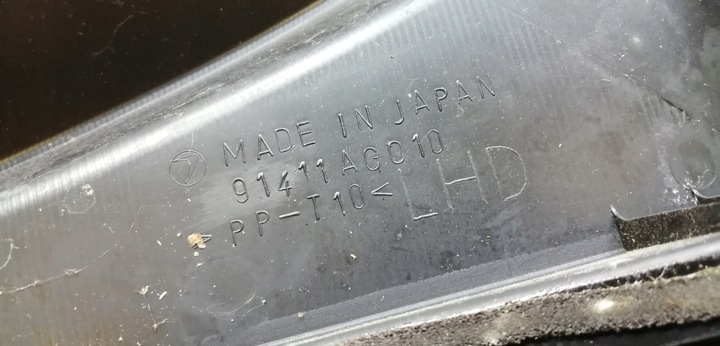 MADE IN JAPAN
91411AG010
>PP-T10<
LHD